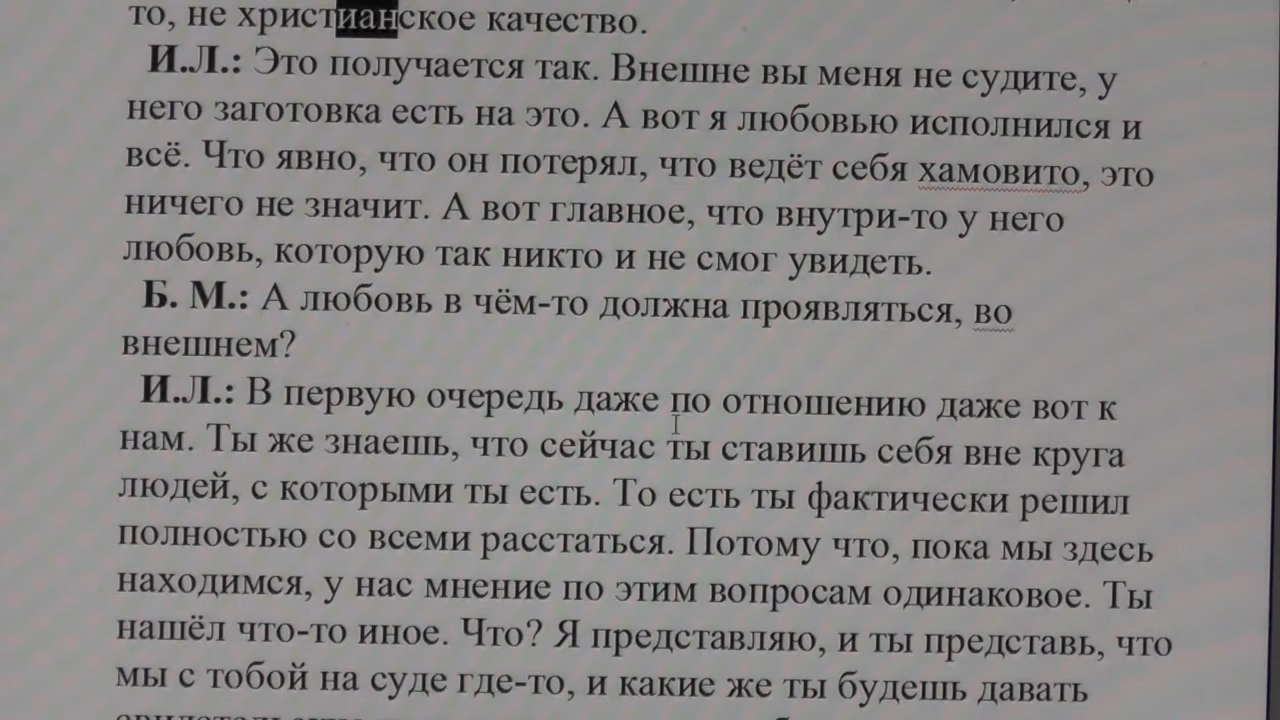 то, не христианское качество.
И.Л.: Это получается так. Внешне вы меня не судите, у
него заготовка есть на это. А вот я любовью исполнился и
всё. Что явно, что он потерял, что ведёт себя хамовито, это
ничего не значит. А вот главное, что внутри-то у него
любовь, которую так никто и не смог увидеть.
Б. М.: А любовь в чём-то должна проявляться, во
внешнем?
И.Л.: В первую очередь даже по отношению даже вот к
нам. Ты же знаешь, что сейчас ты ставишь себя вне круга
людей, с которыми ты есть. То есть ты фактически решил
полностью со всеми расстаться. Потому что, пока мы здесь
находимся, у нас мнение по этим вопросам одинаковое. Ты
нашёл что-то иное. Что? Я представляю, и ты представь, что
мы с тобой на суде где-то, и какие же ты будешь давать